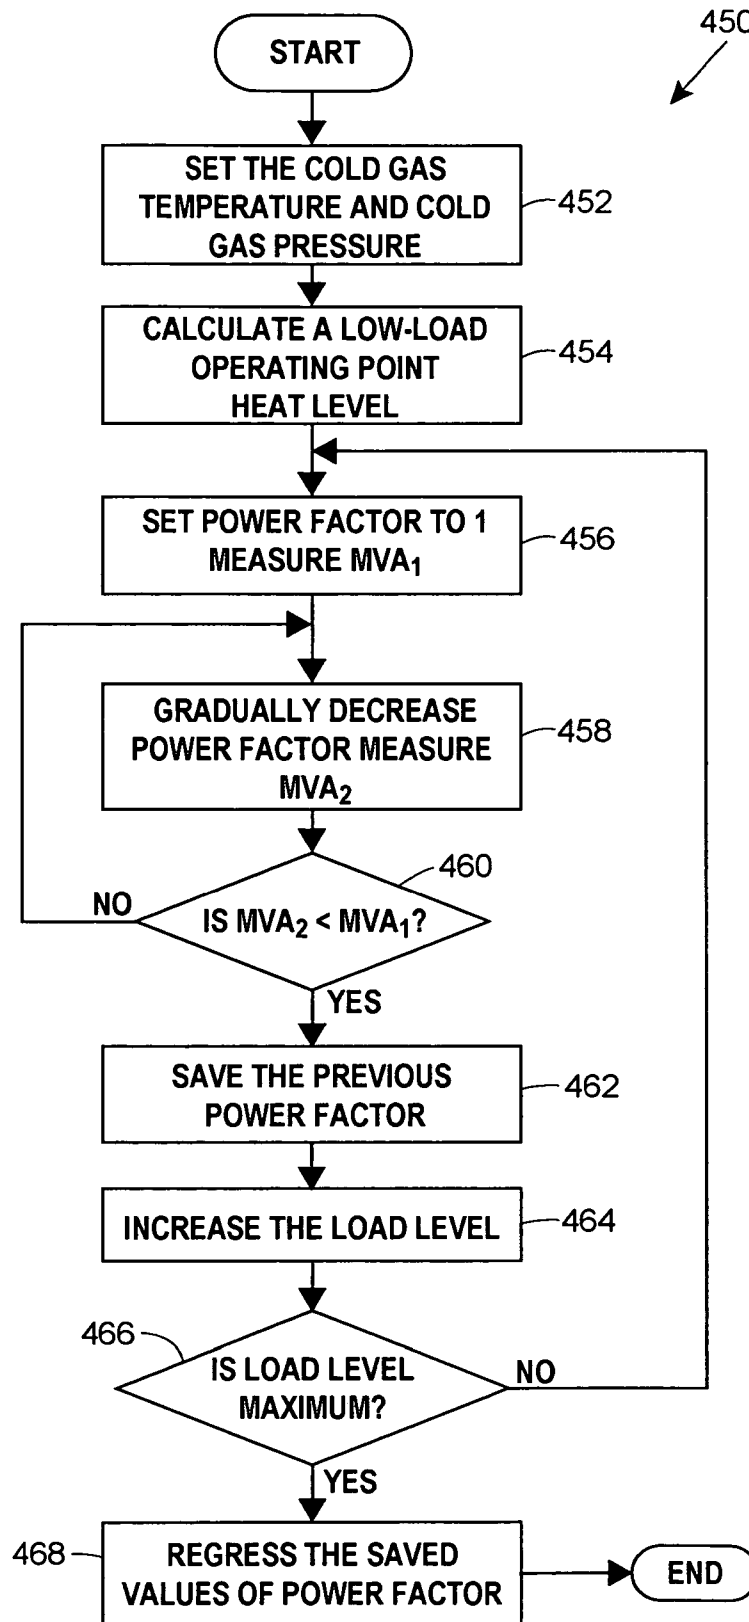 450
START
SET THE COLD GAS
TEMPERATURE AND COLD
GAS PRESSURE
452
CALCULATE A LOW-LOAD
OPERATING POINT
HEAT LEVEL
454
SET POWER FACTOR TO 1
MEASURE MVA₁
456
GRADUALLY DECREASE
POWER FACTOR MEASURE
MVA₂
458
460
NO
IS MVA₂ < MVA₁?
YES
SAVE THE PREVIOUS
POWER FACTOR
462
INCREASE THE LOAD LEVEL
464
466
IS LOAD LEVEL
MAXIMUM?
NO
YES
468
REGRESS THE SAVED
VALUES OF POWER FACTOR
END